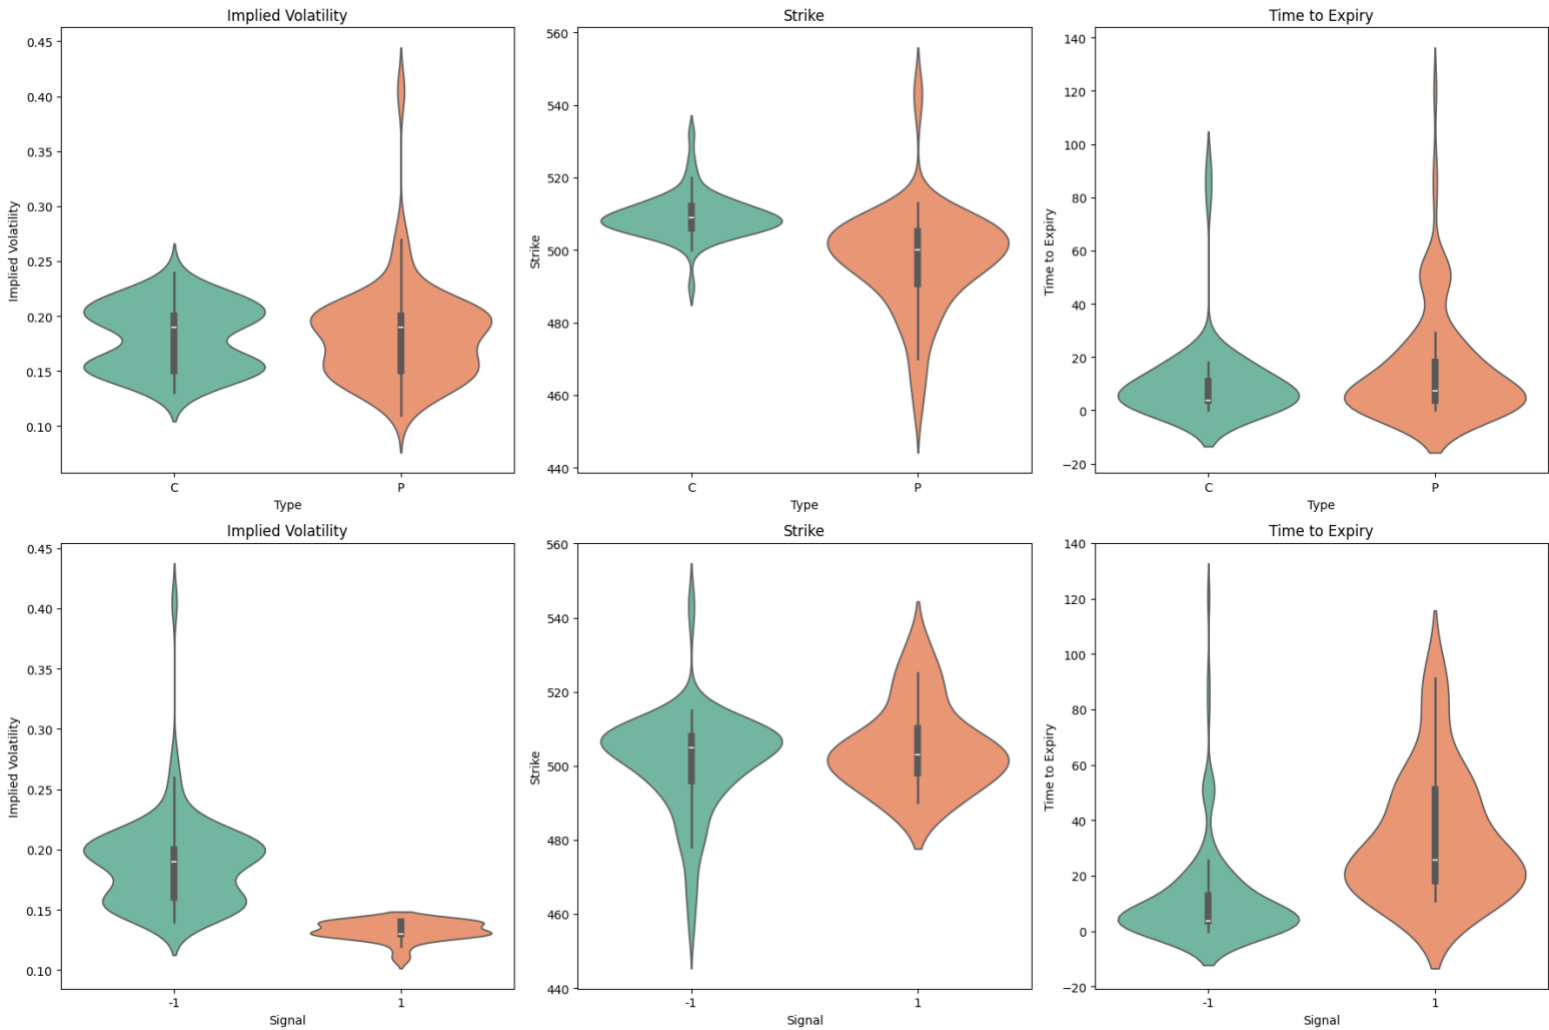 Implied Volatility
Implied Volatility
0.45
0.40
0.35
0.30
0.25
0.20
0.15
0.10
C
P
Type
Strike
Strike
560
540
520
500
480
460
440
C
P
Type
Time to Expiry
Time to Expiry
140
120
100
80
60
40
20
0
−20
C
P
Type
Implied Volatility
Implied Volatility
0.45
0.40
0.35
0.30
0.25
0.20
0.15
0.10
-1
1
Signal
Strike
Strike
560
540
520
500
480
460
440
-1
1
Signal
Time to Expiry
Time to Expiry
140
120
100
80
60
40
20
0
−20
-1
1
Signal